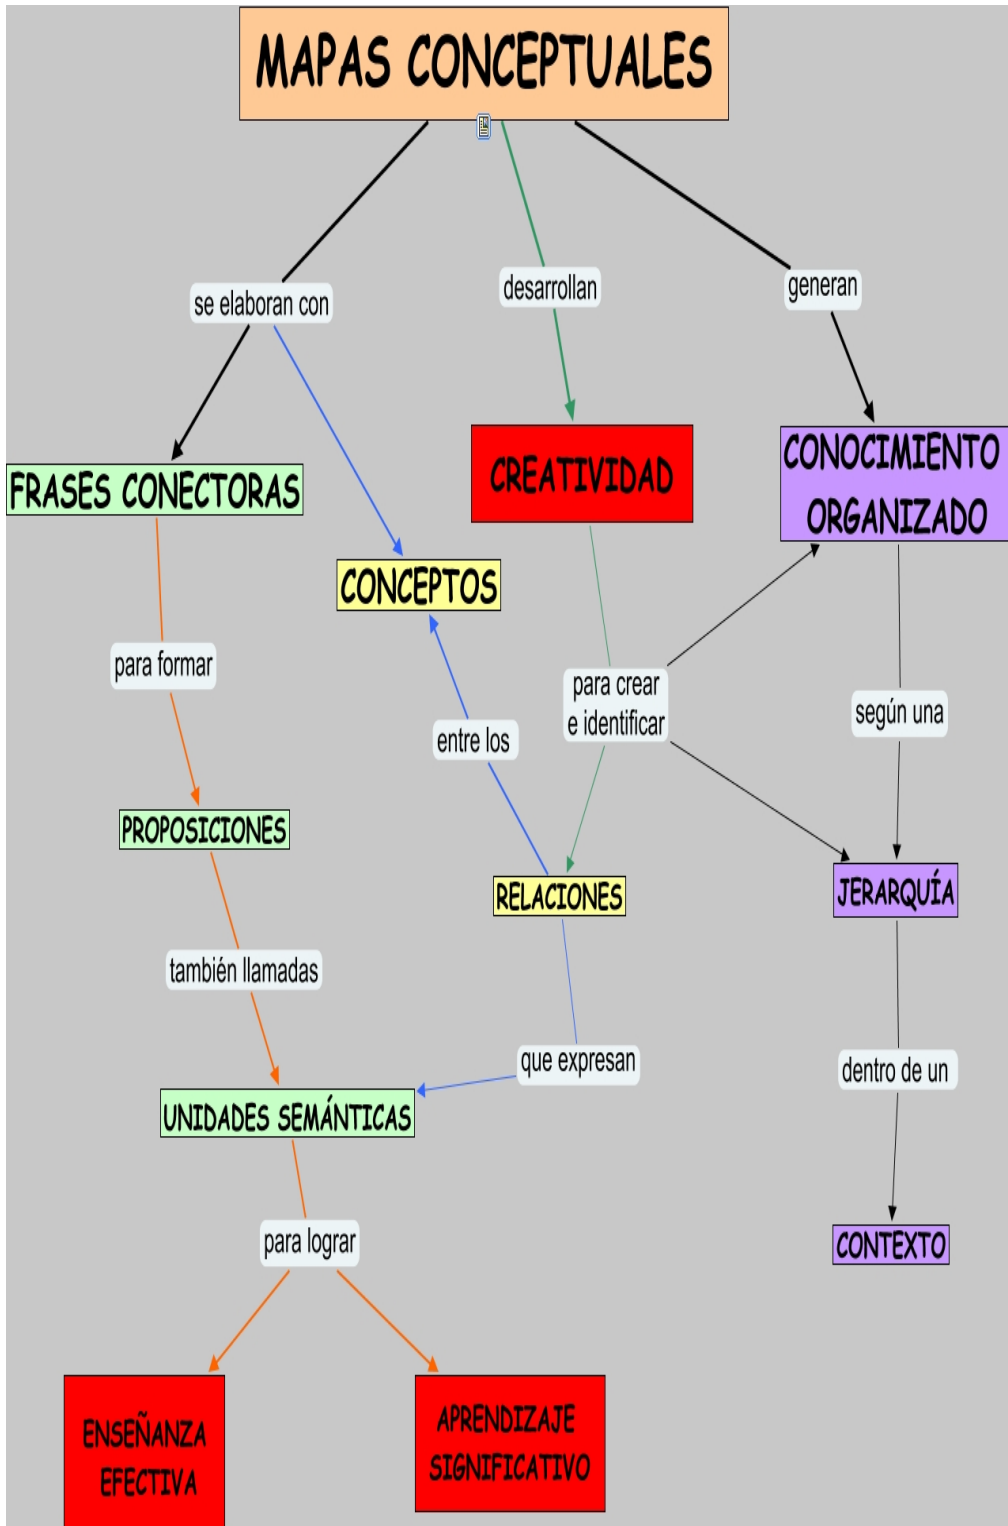 MAPAS CONCEPTUALES
se elaboran con
desarrollan
generan
FRASES CONECTORAS
CREATIVIDAD
CONOCIMIENTO
ORGANIZADO
CONCEPTOS
para formar
entre los
para crear
e identificar
según una
PROPOSICIONES
RELACIONES
JERARQUÍA
también llamadas
que expresan
dentro de un
UNIDADES SEMÁNTICAS
para lograr
CONTEXTO
ENSEÑANZA
EFECTIVA
APRENDIZAJE
SIGNIFICATIVO